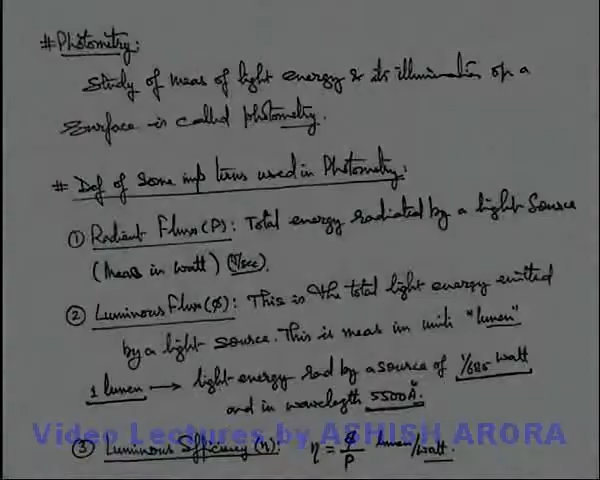 # Photometry:
Study of meas of light energy & its illumination of a
Surface is called photometry.
# Def of Some imp terms used in Photometry:
① Radient Flux (P): Total energy radiated by a light Source
(Meas in watt) (J/sec).
② Luminous Flux (ϕ): This is the total light energy emitted
by a light source. This is meas in unit "lumen"
1 lumen → light energy rad by a source of 1/685 watt
and in wavelegth 5500Å.
Video Lectures by ASHISH ARORA
③ Luminous Efficiency (η): η = ϕ/P lumen/watt.